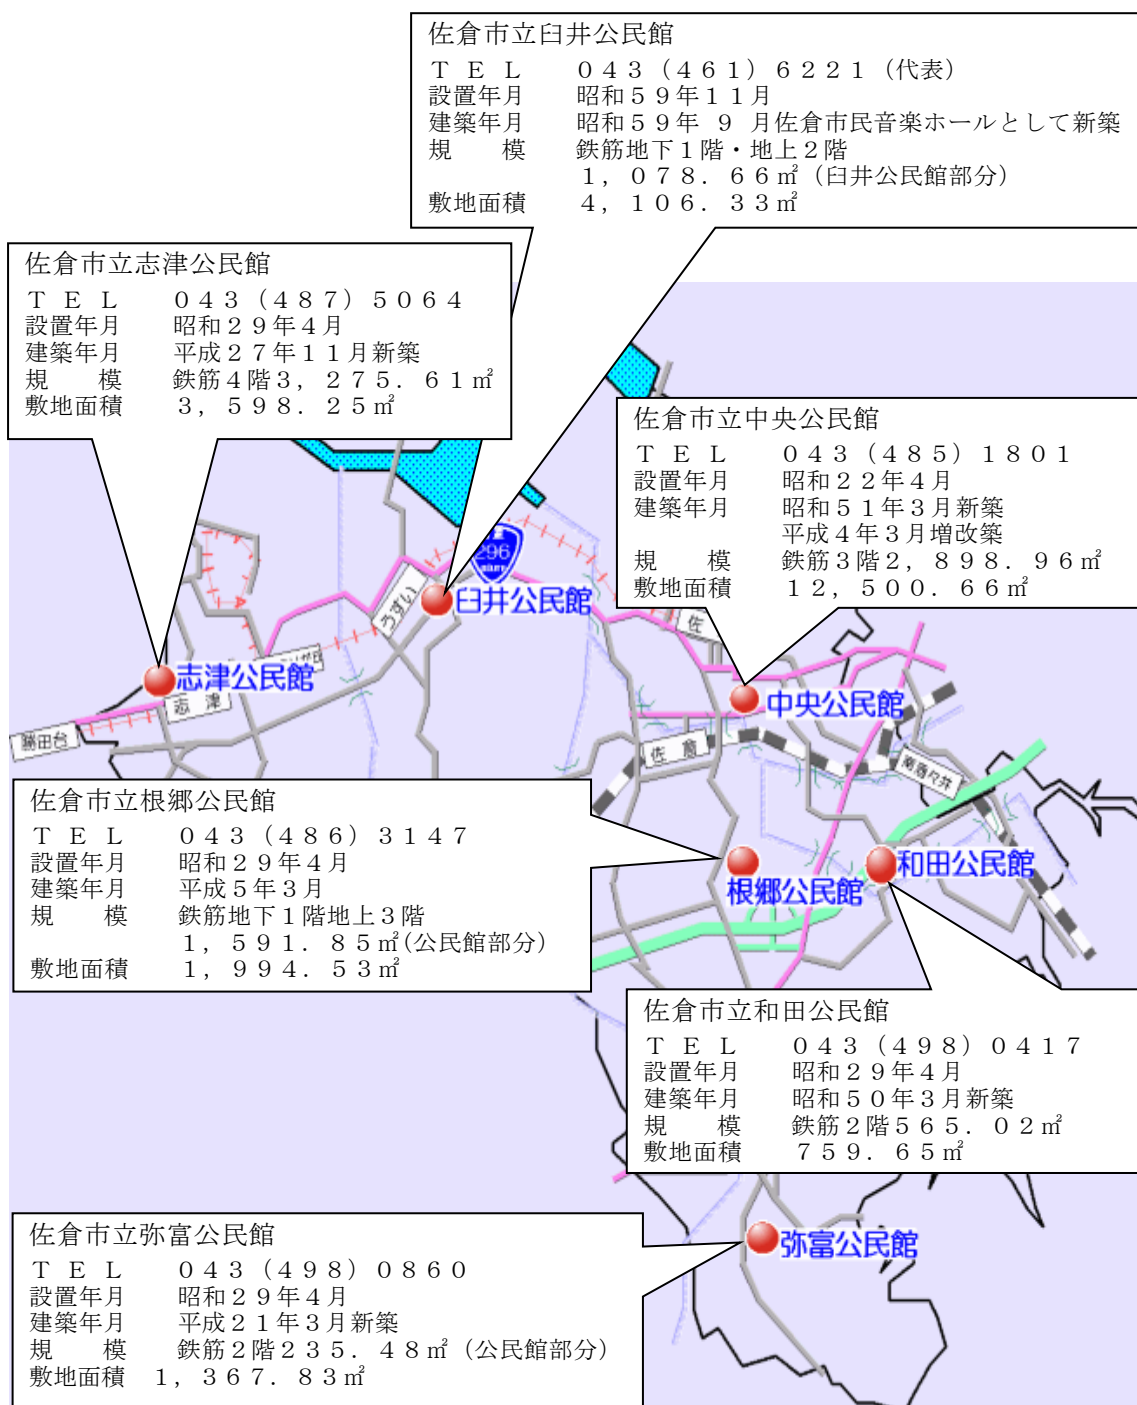 佐倉市立臼井公民館
ＴＥＬ ０４３（４６１）６２２１（代表）
設置年月 昭和５９年１１月
建築年月 昭和５９年 ９ 月佐倉市民音楽ホールとして新築
規　模 鉄筋地下１階・地上２階
１，０７８．６６㎡（臼井公民館部分）
敷地面積 ４，１０６．３３㎡
佐倉市立志津公民館
ＴＥＬ ０４３（４８７）５０６４
設置年月 昭和２９年４月
建築年月 平成２７年１１月新築
規　模 鉄筋４階３，２７５．６１㎡
敷地面積 ３，５９８．２５㎡
佐倉市立中央公民館
ＴＥＬ ０４３（４８５）１８０１
設置年月 昭和２２年４月
建築年月 昭和５１年３月新築
平成４年３月増改築
規　模 鉄筋３階２，８９８．９６㎡
敷地面積 １２，５００．６６㎡
296
うすい
臼井公民館
佐
志津公民館
志津
勝田台
中央公民館
佐倉
南酒々井
佐倉市立根郷公民館
ＴＥＬ ０４３（４８６）３１４７
設置年月 昭和２９年４月
建築年月 平成５年３月
規　模 鉄筋地下１階地上３階
１，５９１．８５㎡(公民館部分)
敷地面積 １，９９４．５３㎡
和田公民館
根郷公民館
佐倉市立和田公民館
ＴＥＬ ０４３（４９８）０４１７
設置年月 昭和２９年４月
建築年月 昭和５０年３月新築
規　模 鉄筋２階５６５．０２㎡
敷地面積 ７５９．６５㎡
佐倉市立弥富公民館
ＴＥＬ ０４３（４９８）０８６０
設置年月 昭和２９年４月
建築年月 平成２１年３月新築
規　模 鉄筋２階２３５．４８㎡（公民館部分）
敷地面積 １，３６７．８３㎡
弥富公民館